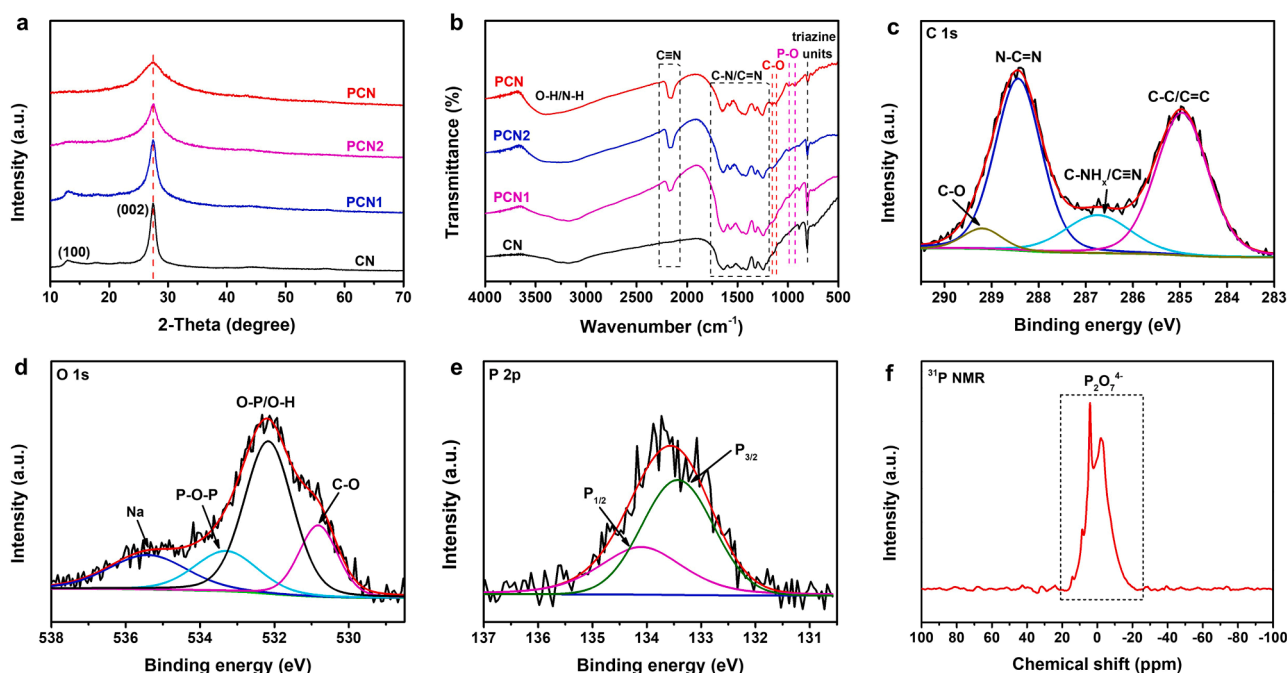 a
Intensity (a.u.)
PCN
PCN2
PCN1
(002)
(100)
CN
10 20 30 40 50 60 70
2-Theta (degree)
b
Transmittance (%)
triazine
units
C≡N
P-O
C-N/C=N
C-O
PCN
O-H/N-H
PCN2
PCN1
CN
4000 3500 3000 2500 2000 1500 1000 500
Wavenumber (cm⁻¹)
c
C 1s
Intensity (a.u.)
N-C=N
C-C/C=C
C-NHₓ/C≡N
C-O
290 289 288 287 286 285 284 283
Binding energy (eV)
d
O 1s
Intensity (a.u.)
O-P/O-H
P-O-P
C-O
Na
538 536 534 532 530
Binding energy (eV)
e
P 2p
Intensity (a.u.)
P3/2
P1/2
137 136 135 134 133 132 131
Binding energy (eV)
f
³¹P NMR
Intensity (a.u.)
P₂O₇⁴⁻
100 80 60 40 20 0 -20 -40 -60 -80 -100
Chemical shift (ppm)